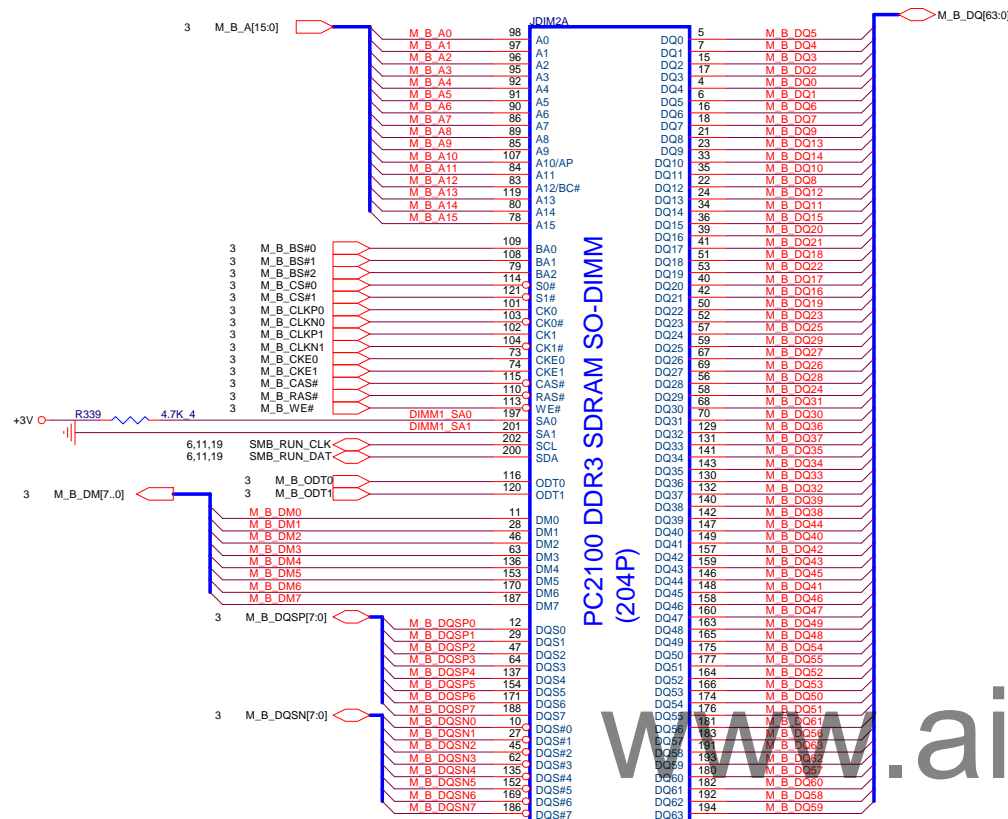 JDIM2A
3 M_B_A[15:0]
M_B_DQ[63:0]
M_B_A0 98 A0
M_B_A1 97 A1
M_B_A2 96 A2
M_B_A3 95 A3
M_B_A4 92 A4
M_B_A5 91 A5
M_B_A6 90 A6
M_B_A7 86 A7
M_B_A8 89 A8
M_B_A9 85 A9
M_B_A10 107 A10/AP
M_B_A11 84 A11
M_B_A12 83 A12/BC#
M_B_A13 119 A13
M_B_A14 80 A14
M_B_A15 78 A15
3 M_B_BS#0 109 BA0
3 M_B_BS#1 108 BA1
3 M_B_BS#2 79 BA2
3 M_B_CS#0 114 S0#
3 M_B_CS#1 121 S1#
3 M_B_CLKP0 101 CK0
3 M_B_CLKN0 103 CK0#
3 M_B_CLKP1 102 CK1
3 M_B_CLKN1 104 CK1#
3 M_B_CKE0 73 CKE0
3 M_B_CKE1 74 CKE1
3 M_B_CAS# 115 CAS#
3 M_B_RAS# 110 RAS#
3 M_B_WE# 113 WE#
+3V R339 4.7K_4 DIMM1_SA0 197 SA0
DIMM1_SA1 201 SA1
6,11,19 SMB_RUN_CLK 202 SCL
6,11,19 SMB_RUN_DAT 200 SDA
3 M_B_ODT0 116 ODT0
3 M_B_ODT1 120 ODT1
3 M_B_DM[7..0]
M_B_DM0 11 DM0
M_B_DM1 28 DM1
M_B_DM2 46 DM2
M_B_DM3 63 DM3
M_B_DM4 136 DM4
M_B_DM5 153 DM5
M_B_DM6 170 DM6
M_B_DM7 187 DM7
3 M_B_DQSP[7:0]
M_B_DQSP0 12 DQS0
M_B_DQSP1 29 DQS1
M_B_DQSP2 47 DQS2
M_B_DQSP3 64 DQS3
M_B_DQSP4 137 DQS4
M_B_DQSP5 154 DQS5
M_B_DQSP6 171 DQS6
M_B_DQSP7 188 DQS7
3 M_B_DQSN[7:0]
M_B_DQSN0 10 DQS#0
M_B_DQSN1 27 DQS#1
M_B_DQSN2 45 DQS#2
M_B_DQSN3 62 DQS#3
M_B_DQSN4 135 DQS#4
M_B_DQSN5 152 DQS#5
M_B_DQSN6 169 DQS#6
M_B_DQSN7 186 DQS#7
PC2100 DDR3 SDRAM SO-DIMM
(204P)
DQ0 5 M_B_DQ5
DQ1 7 M_B_DQ4
DQ2 15 M_B_DQ3
DQ3 17 M_B_DQ2
DQ4 4 M_B_DQ0
DQ5 6 M_B_DQ1
DQ6 16 M_B_DQ6
DQ7 18 M_B_DQ7
DQ8 21 M_B_DQ9
DQ9 23 M_B_DQ13
DQ10 33 M_B_DQ14
DQ11 35 M_B_DQ10
DQ12 22 M_B_DQ8
DQ13 24 M_B_DQ12
DQ14 34 M_B_DQ11
DQ15 36 M_B_DQ15
DQ16 39 M_B_DQ20
DQ17 41 M_B_DQ21
DQ18 51 M_B_DQ18
DQ19 53 M_B_DQ22
DQ20 40 M_B_DQ17
DQ21 42 M_B_DQ16
DQ22 50 M_B_DQ19
DQ23 52 M_B_DQ23
DQ24 57 M_B_DQ25
DQ25 59 M_B_DQ29
DQ26 67 M_B_DQ27
DQ27 69 M_B_DQ26
DQ28 56 M_B_DQ28
DQ29 58 M_B_DQ24
DQ30 68 M_B_DQ31
DQ31 70 M_B_DQ30
DQ32 129 M_B_DQ36
DQ33 131 M_B_DQ37
DQ34 141 M_B_DQ35
DQ35 143 M_B_DQ34
DQ36 130 M_B_DQ33
DQ37 132 M_B_DQ32
DQ38 140 M_B_DQ39
DQ39 142 M_B_DQ38
DQ40 147 M_B_DQ44
DQ41 149 M_B_DQ40
DQ42 157 M_B_DQ42
DQ43 159 M_B_DQ43
DQ44 146 M_B_DQ45
DQ45 148 M_B_DQ41
DQ46 158 M_B_DQ46
DQ47 160 M_B_DQ47
DQ48 163 M_B_DQ49
DQ49 165 M_B_DQ48
DQ50 175 M_B_DQ54
DQ51 177 M_B_DQ55
DQ52 164 M_B_DQ52
DQ53 166 M_B_DQ53
DQ54 174 M_B_DQ50
DQ55 176 M_B_DQ51
DQ56 181 M_B_DQ61
DQ57 183 M_B_DQ56
DQ58 191 M_B_DQ63
DQ59 193 M_B_DQ62
DQ60 180 M_B_DQ57
DQ61 182 M_B_DQ60
DQ62 192 M_B_DQ58
DQ63 194 M_B_DQ59
www.ai